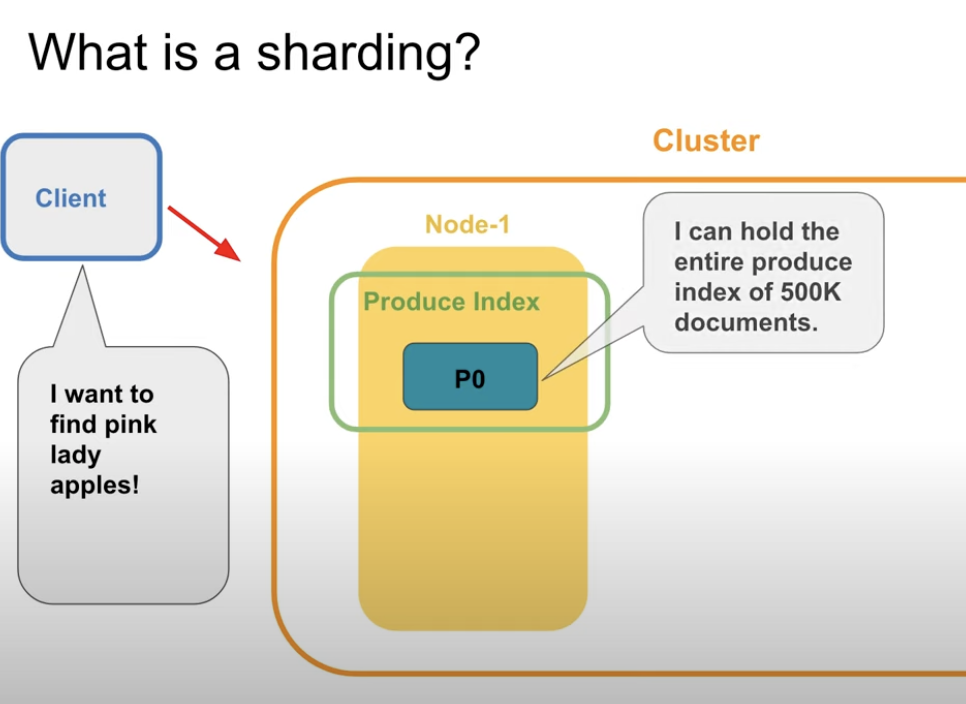 What is a sharding?
Cluster
Client
Node-1
I can hold the
entire produce
index of 500K
documents.
Produce Index
P0
I want to
find pink
lady
apples!